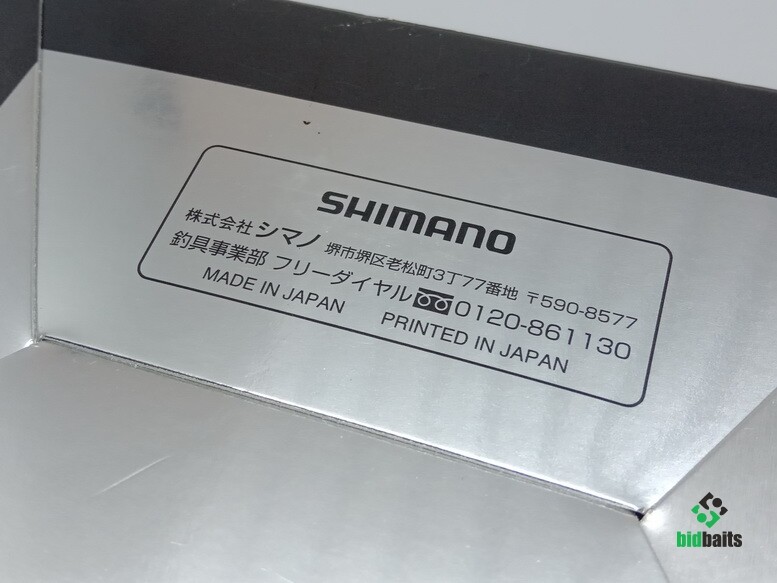 SHIMANO
株式会社 シマノ 堺市堺区老松町3丁77番地 〒590-8577
釣具事業部 フリーダイヤル 0120-861130
MADE IN JAPAN PRINTED IN JAPAN
bidbaits